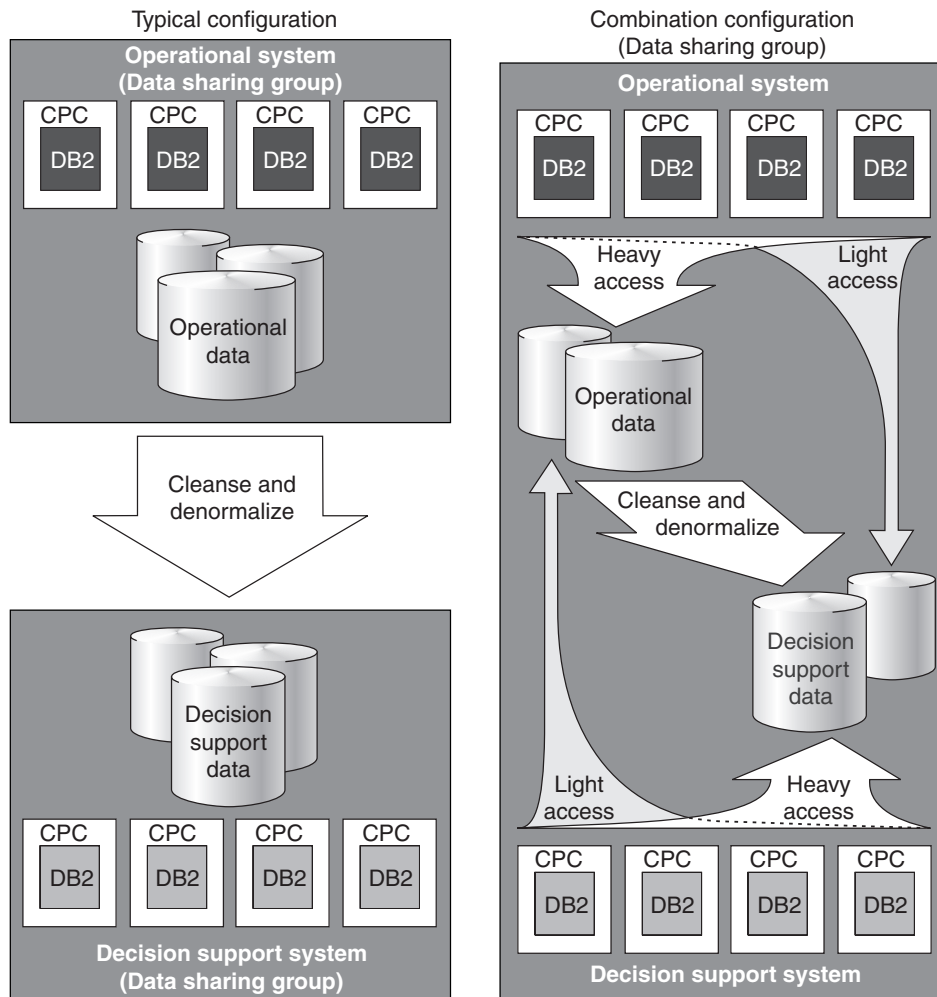 Typical configuration
Operational system
(Data sharing group)
CPC CPC CPC CPC
DB2 DB2 DB2 DB2
Operational
data
Cleanse and
denormalize
Decision
support
data
CPC CPC CPC CPC
DB2 DB2 DB2 DB2
Decision support system
(Data sharing group)
Combination configuration
(Data sharing group)
Operational system
CPC CPC CPC CPC
DB2 DB2 DB2 DB2
Heavy
access
Light
access
Operational
data
Cleanse and
denormalize
Decision
support
data
Light
access
Heavy
access
CPC CPC CPC CPC
DB2 DB2 DB2 DB2
Decision support system